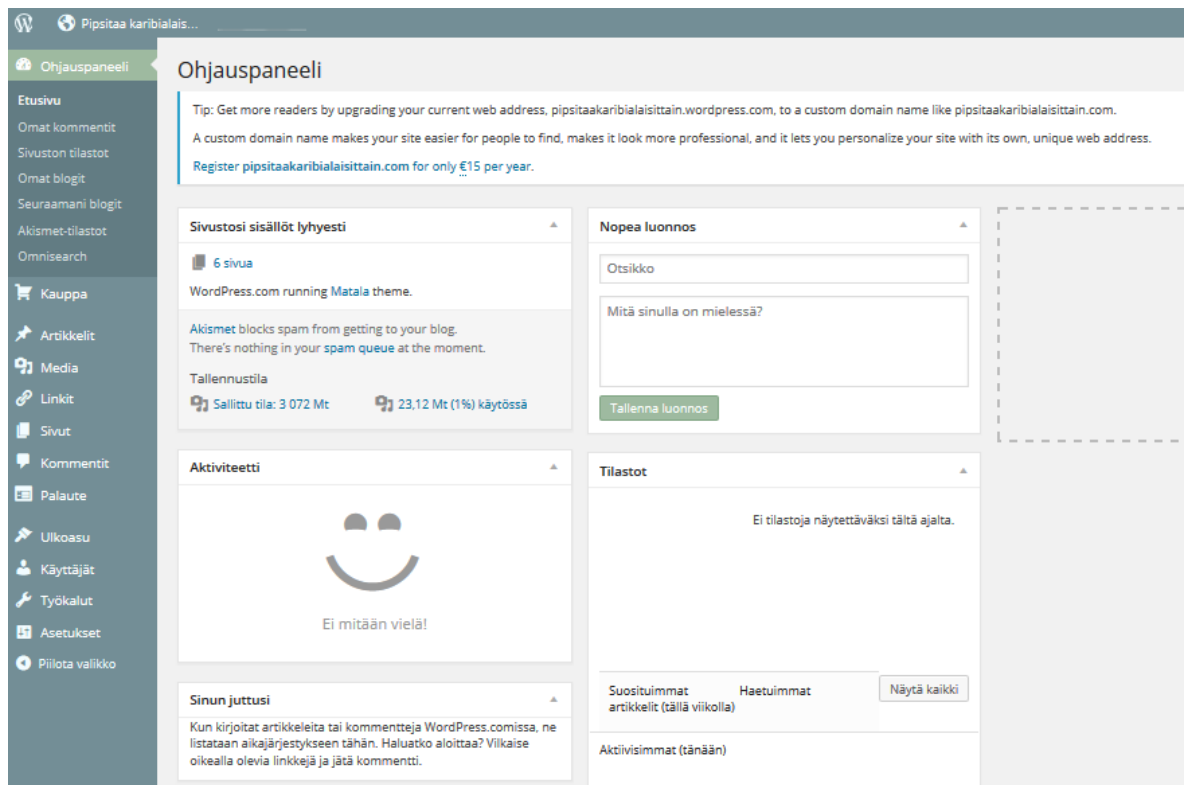 Pipsitaa karibialais...
Ohjauspaneeli
Etusivu
Omat kommentit
Sivuston tilastot
Omat blogit
Seuraamani blogit
Akismet-tilastot
Omnisearch
Kauppa
Artikkelit
Media
Linkit
Sivut
Kommentit
Palaute
Ulkoasu
Käyttäjät
Työkalut
Asetukset
Piilota valikko
Ohjauspaneeli
Tip: Get more readers by upgrading your current web address, pipsitaakaribialaisittain.wordpress.com, to a custom domain name like pipsitaakaribialaisittain.com.
A custom domain name makes your site easier for people to find, makes it look more professional, and it lets you personalize your site with its own, unique web address.
Register pipsitaakaribialaisittain.com for only €15 per year.
Sivustosi sisällöt lyhyesti
6 sivua
WordPress.com running Matala theme.
Akismet blocks spam from getting to your blog.
There's nothing in your spam queue at the moment.
Tallennustila
Sallittu tila: 3 072 Mt
23,12 Mt (1%) käytössä
Aktiviteetti
Ei mitään vielä!
Sinun juttusi
Kun kirjoitat artikkeleita tai kommentteja WordPress.comissa, ne
listataan aikajärjestykseen tähän. Haluatko aloittaa? Vilkaise
oikealla olevia linkkejä ja jätä kommentti.
Nopea luonnos
Otsikko
Mitä sinulla on mielessä?
Tallenna luonnos
Tilastot
Ei tilastoja näytettäväksi tältä ajalta.
Suosituimmat Haetuimmat Näytä kaikki
artikkelit (tällä viikolla)
Aktiivisimmat (tänään)